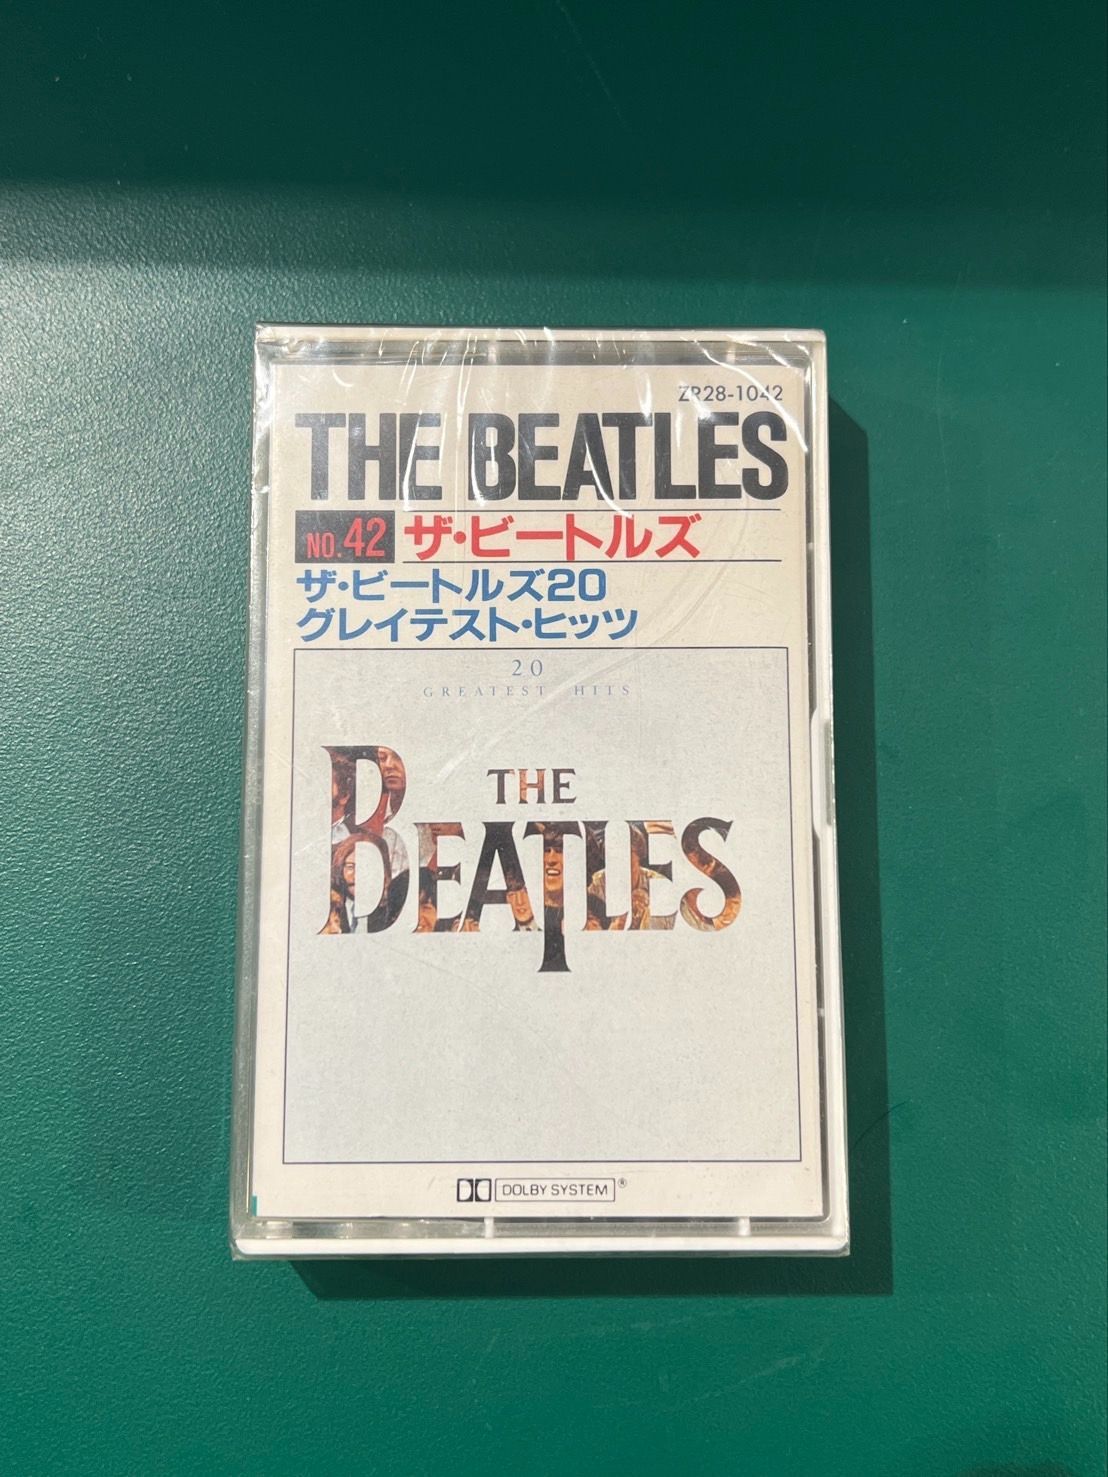 ZR28-1042
THE BEATLES
NO.42 ザ・ビートルズ
ザ・ビートルズ20
グレイテスト・ヒッツ
20
GREATEST HITS
THE
BEATLES
DOLBY SYSTEM ®